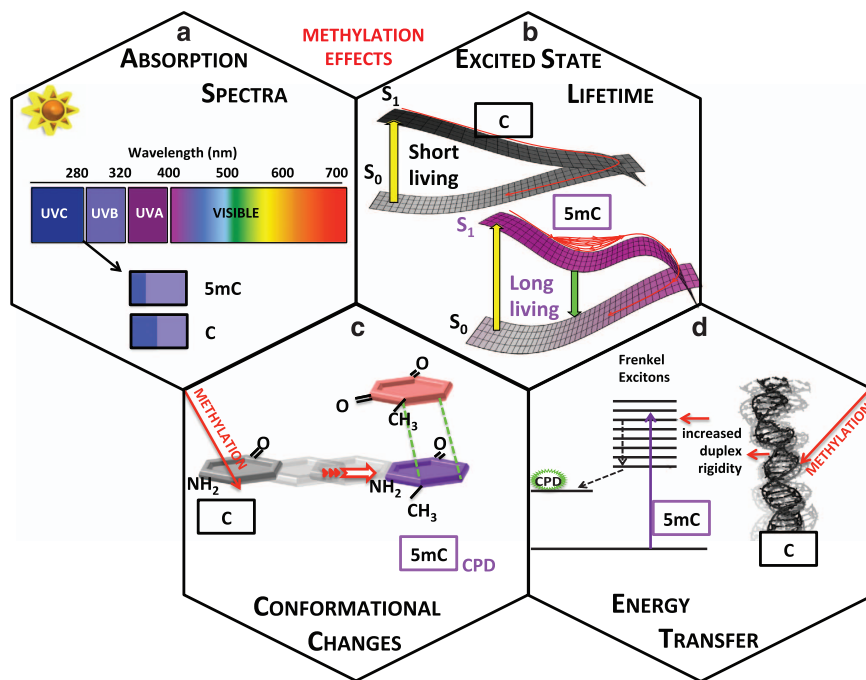 METHYLATION
EFFECTS
a
ABSORPTION
SPECTRA
Wavelength (nm)
280 320 400 500 600 700
UVC UVB UVA VISIBLE
5mC
C
b
EXCITED STATE
LIFETIME
S1
C
S0
Short
living
5mC
S1
Long
living
S0
c
METHYLATION
O
O
CH3
O
O
NH2
NH2
CH3
C
5mC CPD
CONFORMATIONAL
CHANGES
d
Frenkel
Excitons
increased
duplex
rigidity
METHYLATION
CPD
5mC
C
ENERGY
TRANSFER